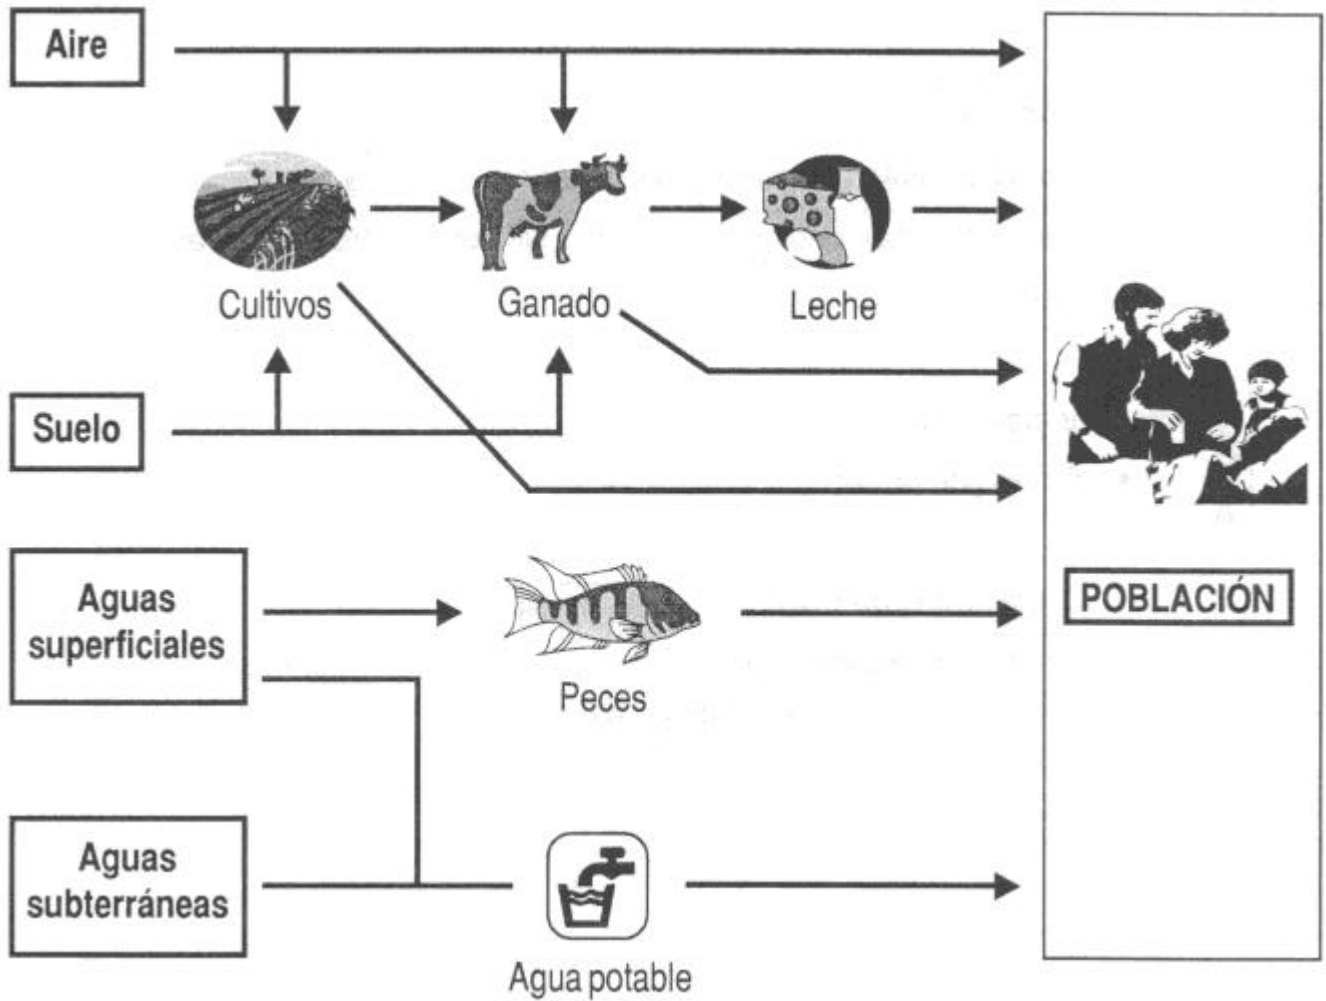 Aire
Cultivos
Ganado
Leche
Suelo
Aguas
superficiales
Peces
POBLACIÓN
Aguas
subterráneas
Agua potable